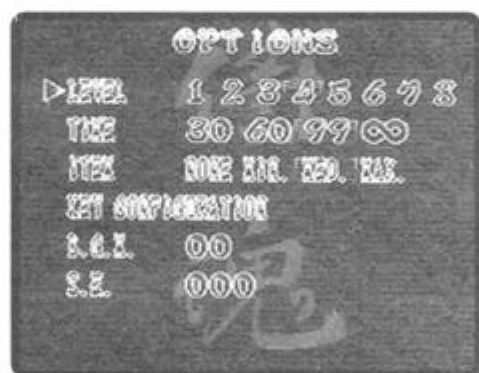 OPTIONS
▷LEVEL 1 2 3 4 5 6 7 8
TIME 30 60 99 ∞
ITEM NONE MIN. MED. MAX.
KEY CONFIGURATION
B.G.M. 00
S.E. 000
魂